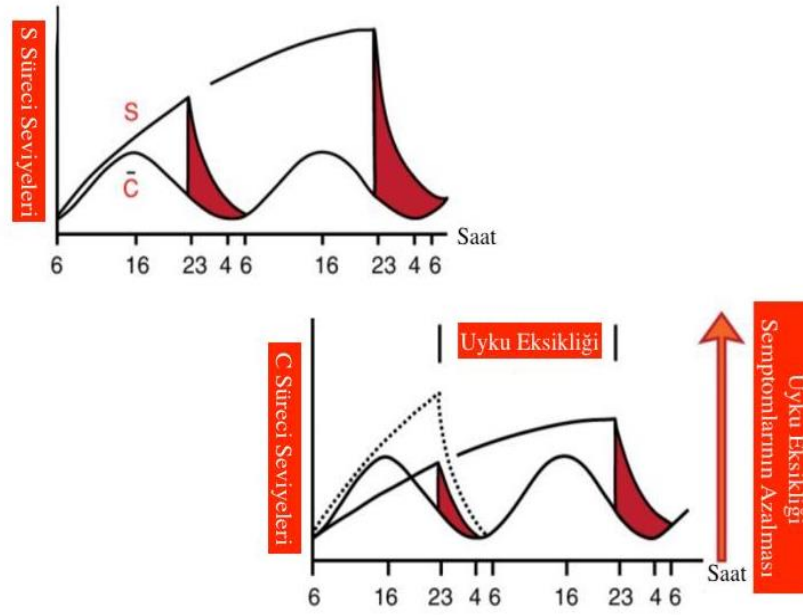 S Süreci Seviyeleri
S
C̄
Saat
6 16 23 4 6 16 23 4 6
Uyku Eksikliği
C Süreci Seviyeleri
Uyku Eksikliği
Semptomlarının Azalması
Saat
6 16 23 4 6 16 23 4 6